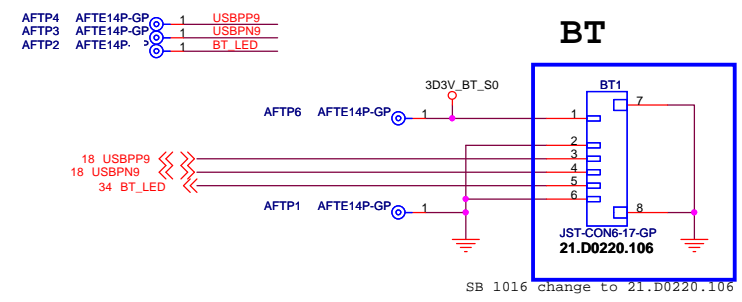 AFTP4 AFTE14P-GP 1 USBPP9
AFTP3 AFTE14P-GP 1 USBPN9
AFTP2 AFTE14P- P 1 BT_LED
BT
3D3V_BT_S0
BT1
7
AFTP6 AFTE14P-GP 1
1
2
18 USBPP9 3
18 USBPN9 4
34 BT_LED 5
6
AFTP1 AFTE14P-GP 1
8
JST-CON6-17-GP
21.D0220.106
SB 1016 change to 21.D0220.106